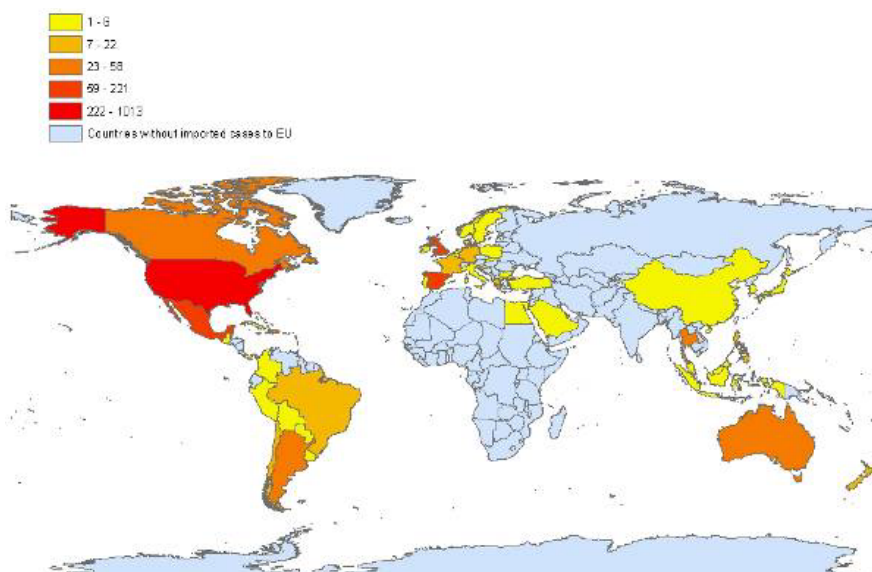 1 - 6
7 - 22
23 - 58
59 - 221
222 - 1013
Countries without imported cases to EU